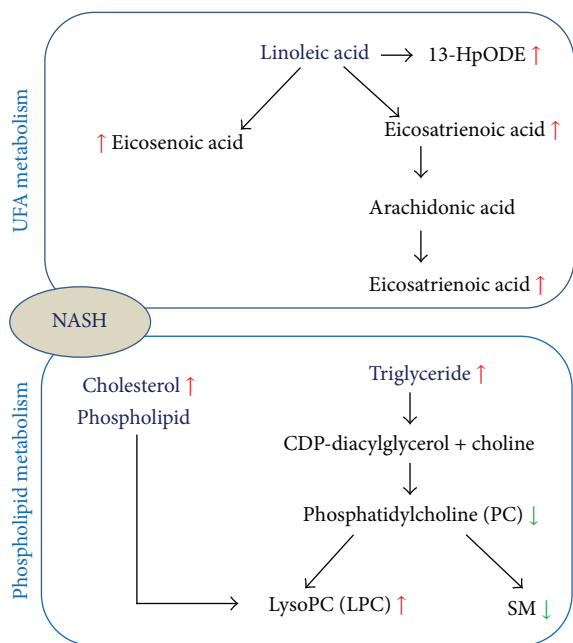 UFA metabolism
Linoleic acid → 13-HpODE ↑
↑ Eicosenoic acid
Eicosatrienoic acid ↑
Arachidonic acid
Eicosatrienoic acid ↑
NASH
Phospholipid metabolism
Cholesterol ↑
Phospholipid
Triglyceride ↑
CDP-diacylglycerol + choline
Phosphatidylcholine (PC) ↓
LysoPC (LPC) ↑
SM ↓